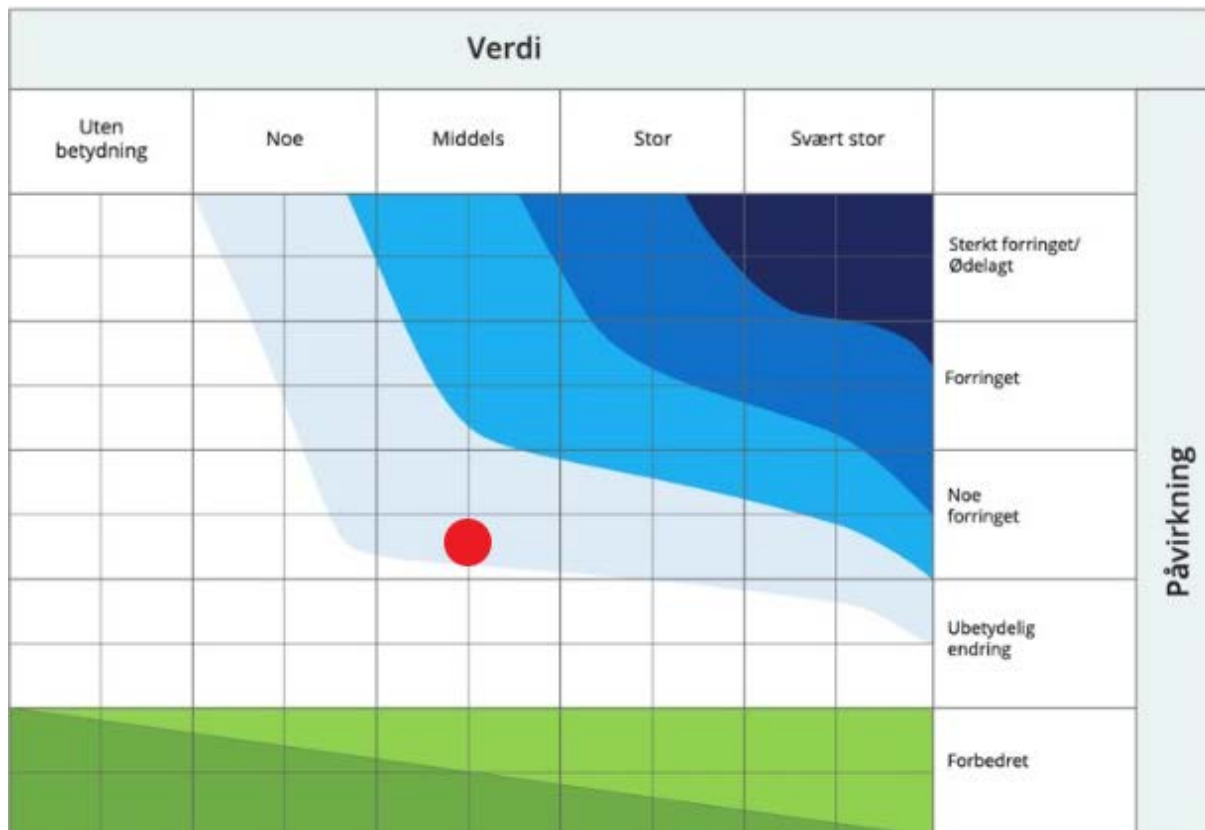 Verdi
Uten
betydning
Noe
Middels
Stor
Svært stor
Sterkt forringet/
Ødelagt
Forringet
Noe
forringet
Ubetydelig
endring
Forbedret
Påvirkning